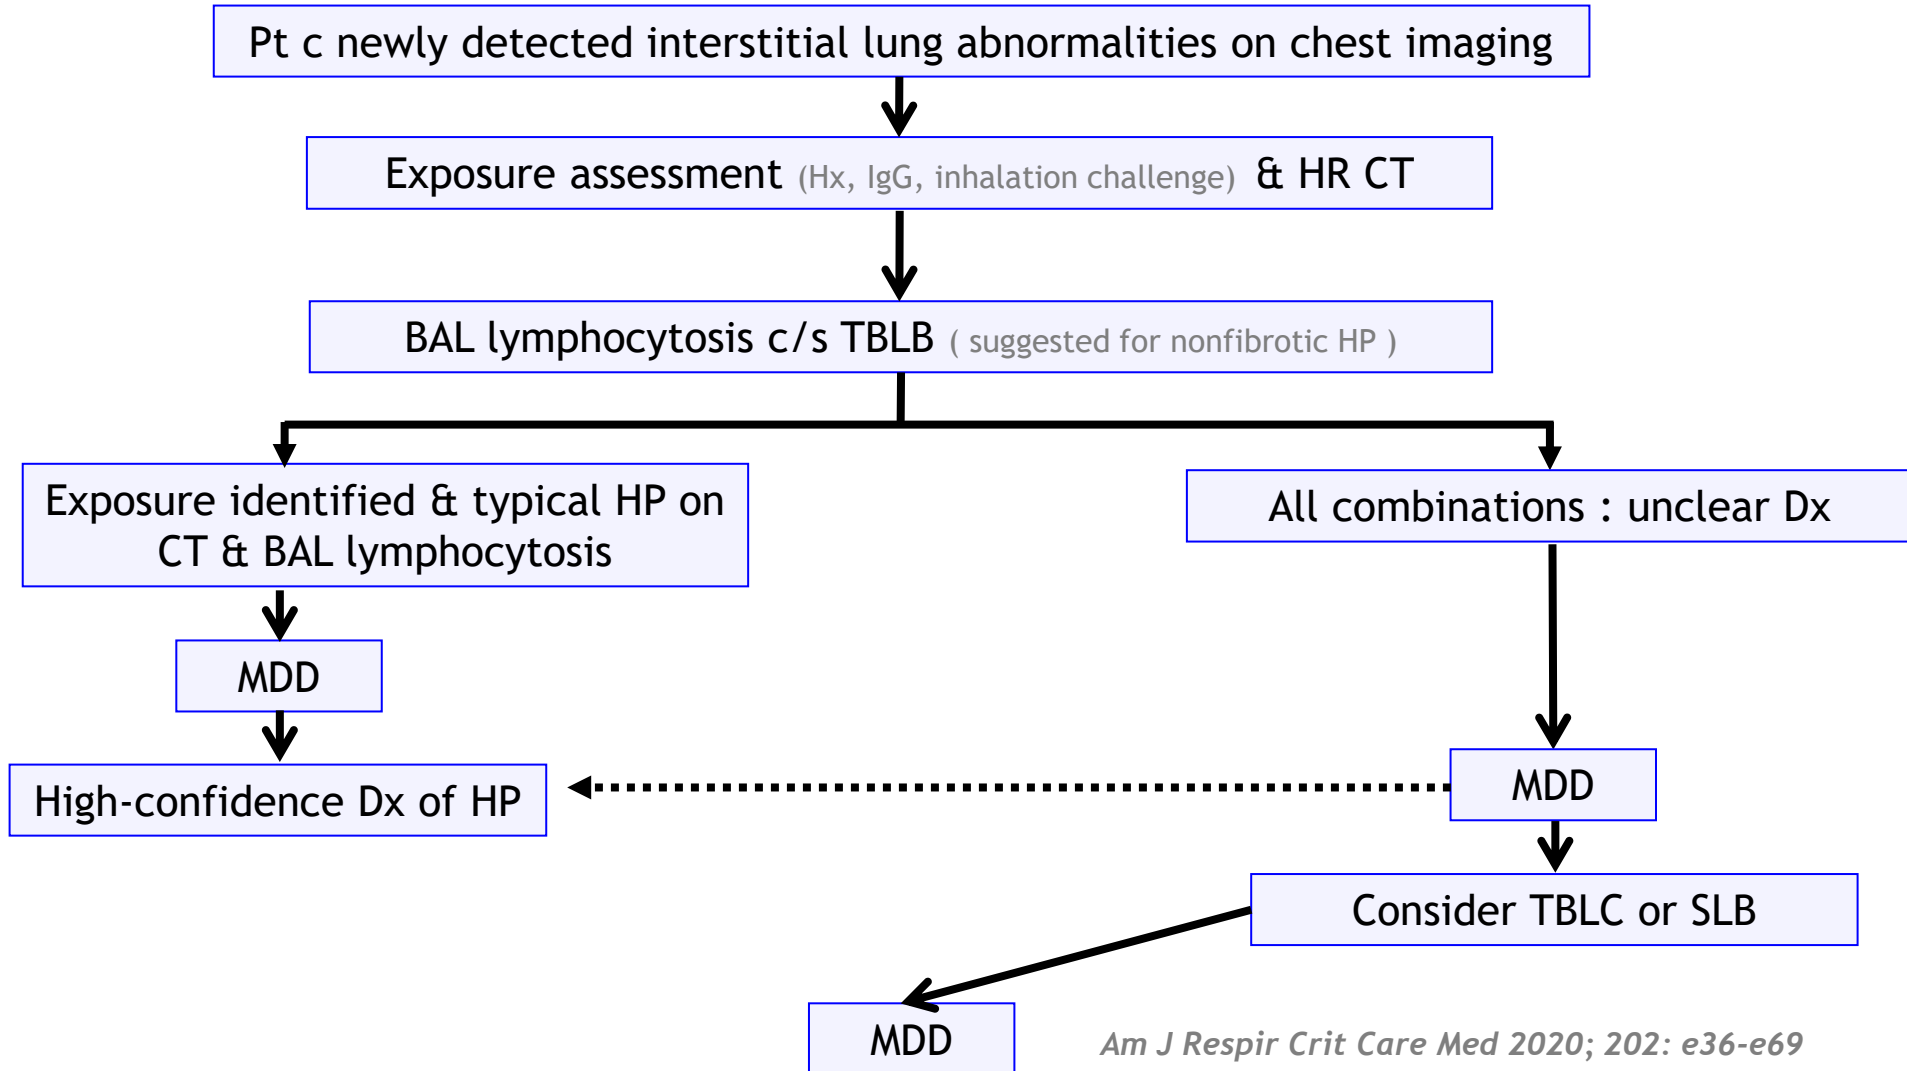 Pt c newly detected interstitial lung abnormalities on chest imaging
Exposure assessment (Hx, IgG, inhalation challenge) & HR CT
BAL lymphocytosis c/s TBLB ( suggested for nonfibrotic HP )
Exposure identified & typical HP on
CT & BAL lymphocytosis
All combinations : unclear Dx
MDD
High-confidence Dx of HP
MDD
Consider TBLC or SLB
MDD
Am J Respir Crit Care Med 2020; 202: e36-e69